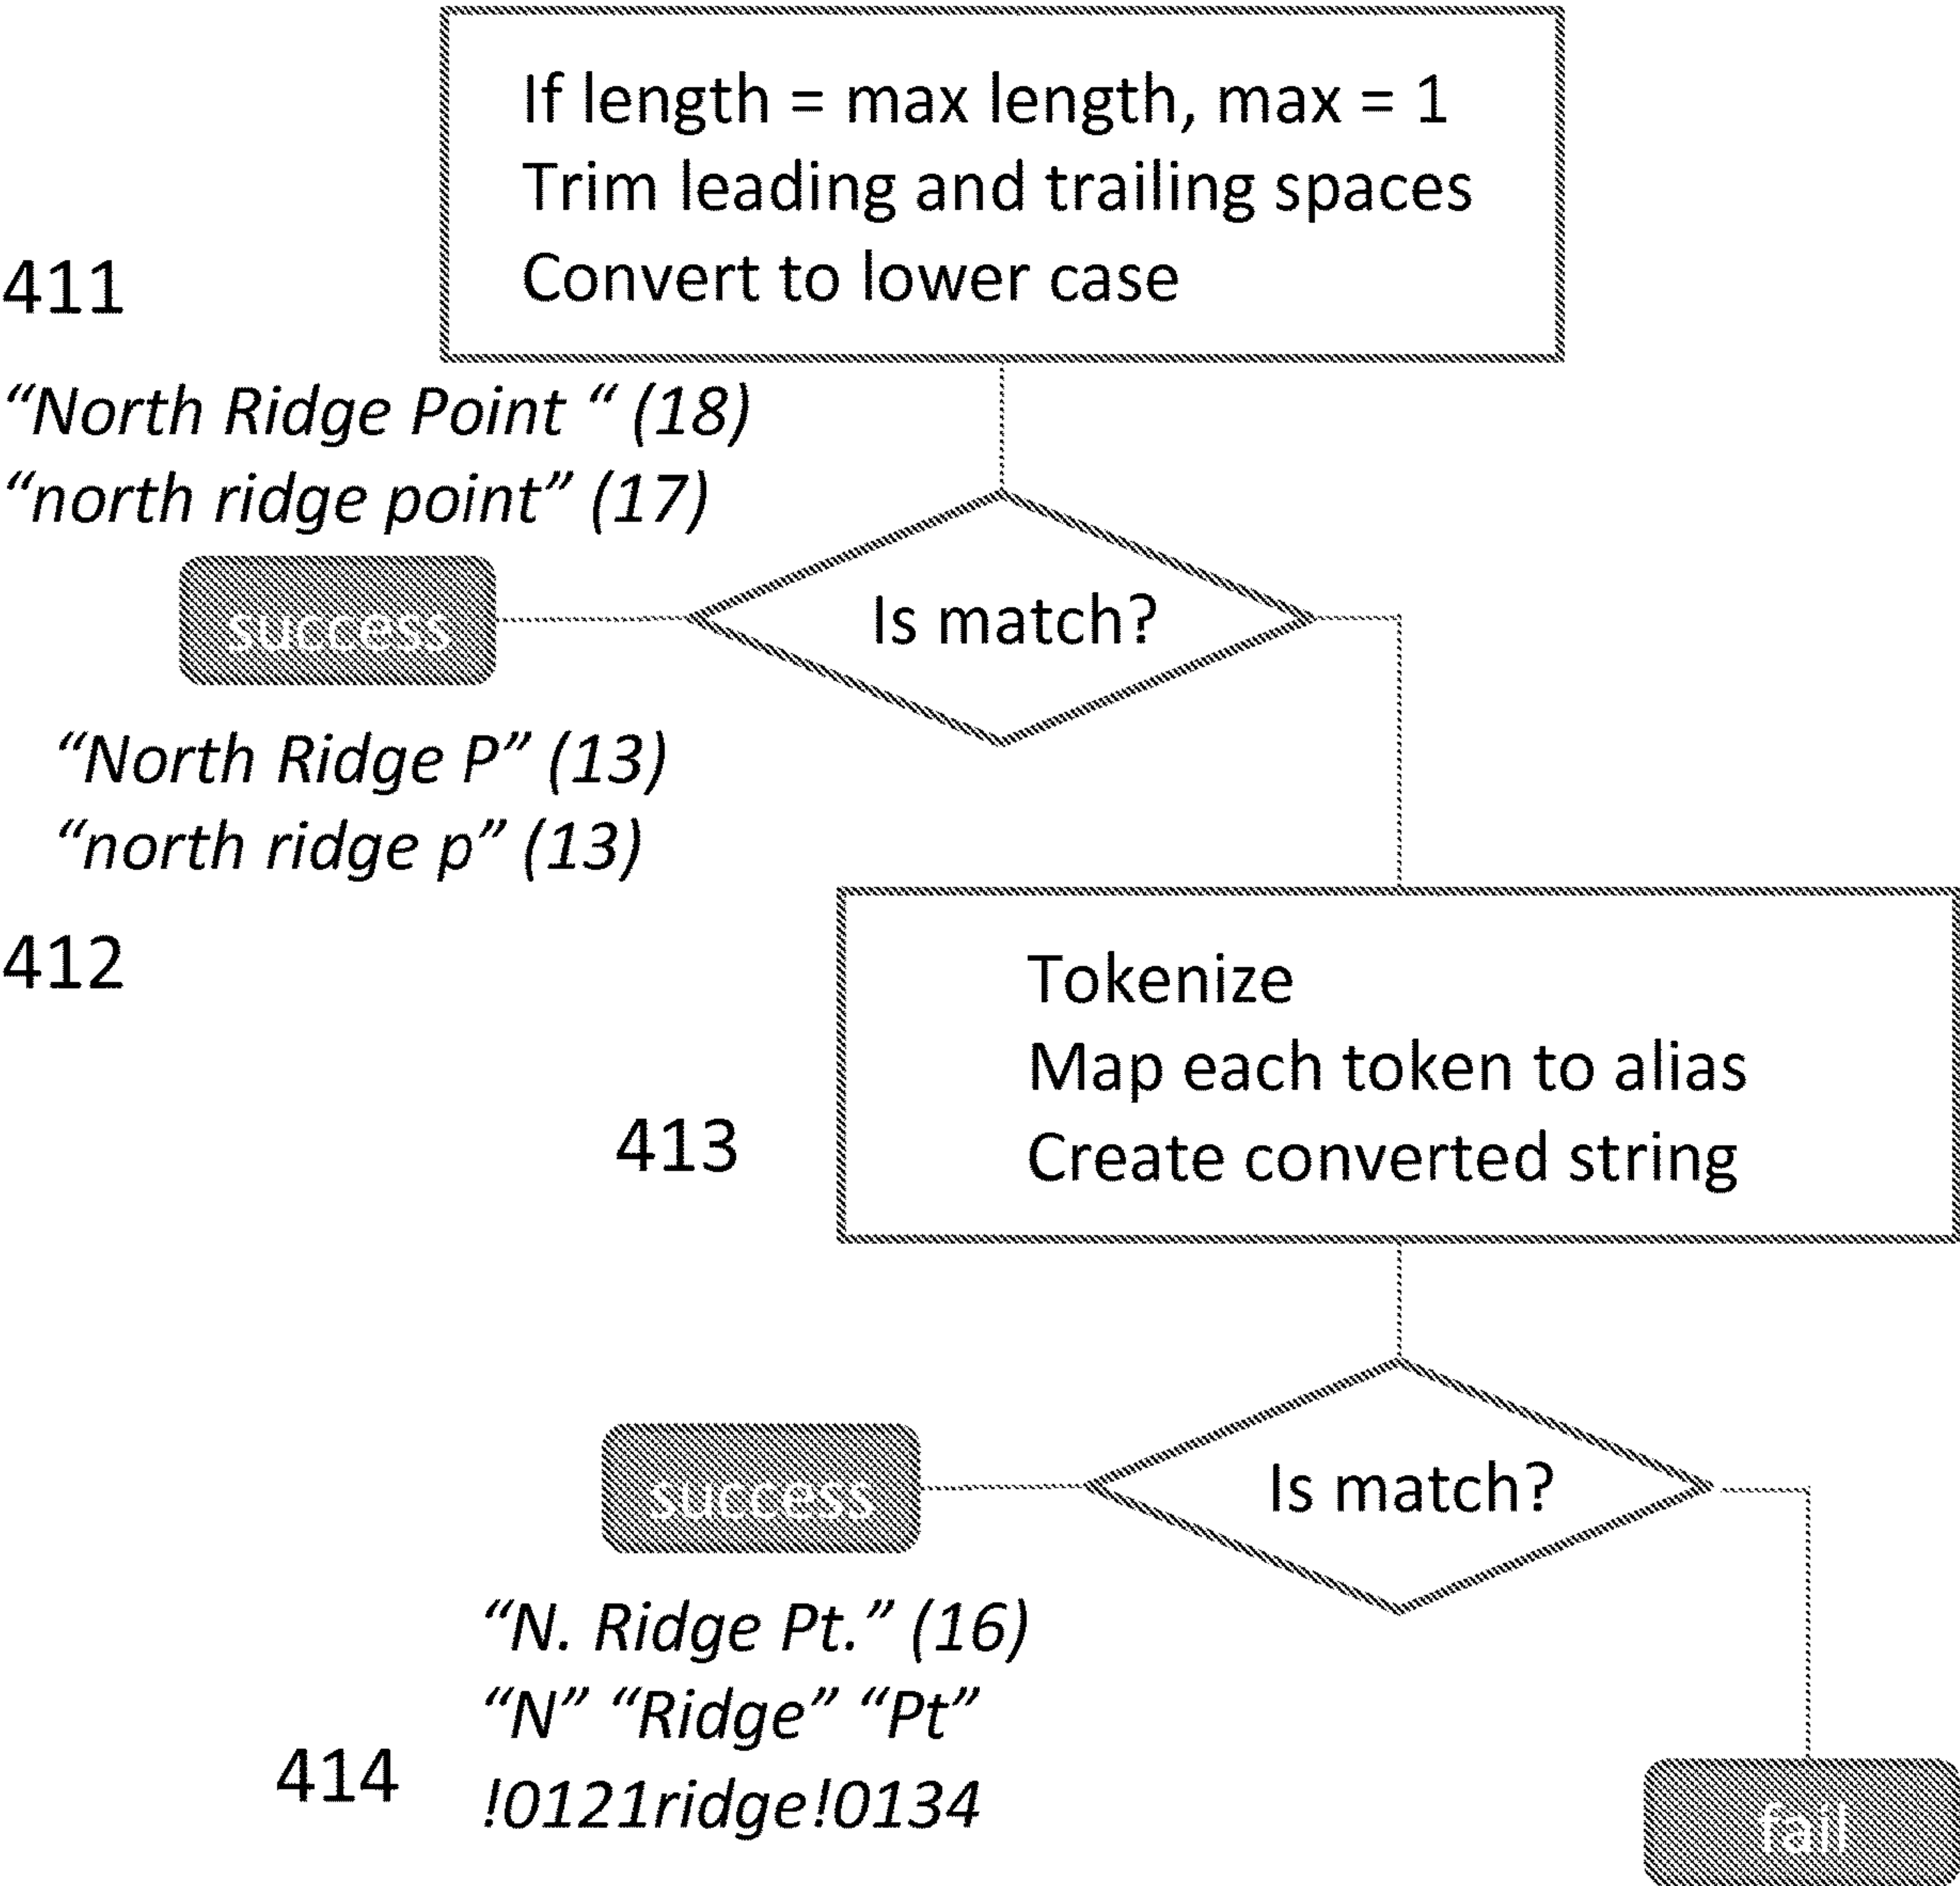 If length = max length, max = 1
Trim leading and trailing spaces
Convert to lower case
411
“North Ridge Point “ (18)
“north ridge point” (17)
success
Is match?
“North Ridge P” (13)
“north ridge p” (13)
412
Tokenize
Map each token to alias
Create converted string
413
success
Is match?
“N. Ridge Pt.” (16)
“N” “Ridge” “Pt”
!0121ridge!0134
414
fail